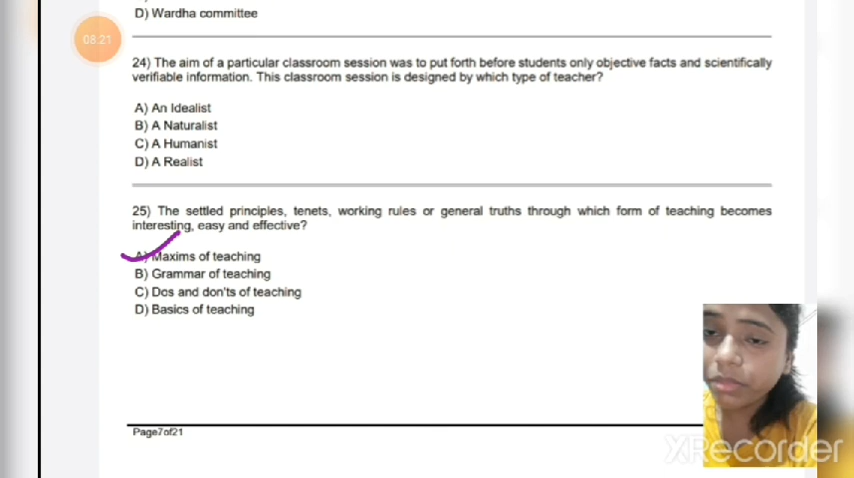 D) Wardha committee
08:21
24) The aim of a particular classroom session was to put forth before students only objective facts and scientifically
verifiable information. This classroom session is designed by which type of teacher?
A) An Idealist
B) A Naturalist
C) A Humanist
D) A Realist
25) The settled principles, tenets, working rules or general truths through which form of teaching becomes
interesting, easy and effective?
A) Maxims of teaching
B) Grammar of teaching
C) Dos and don'ts of teaching
D) Basics of teaching
Page7of21
XRecorder